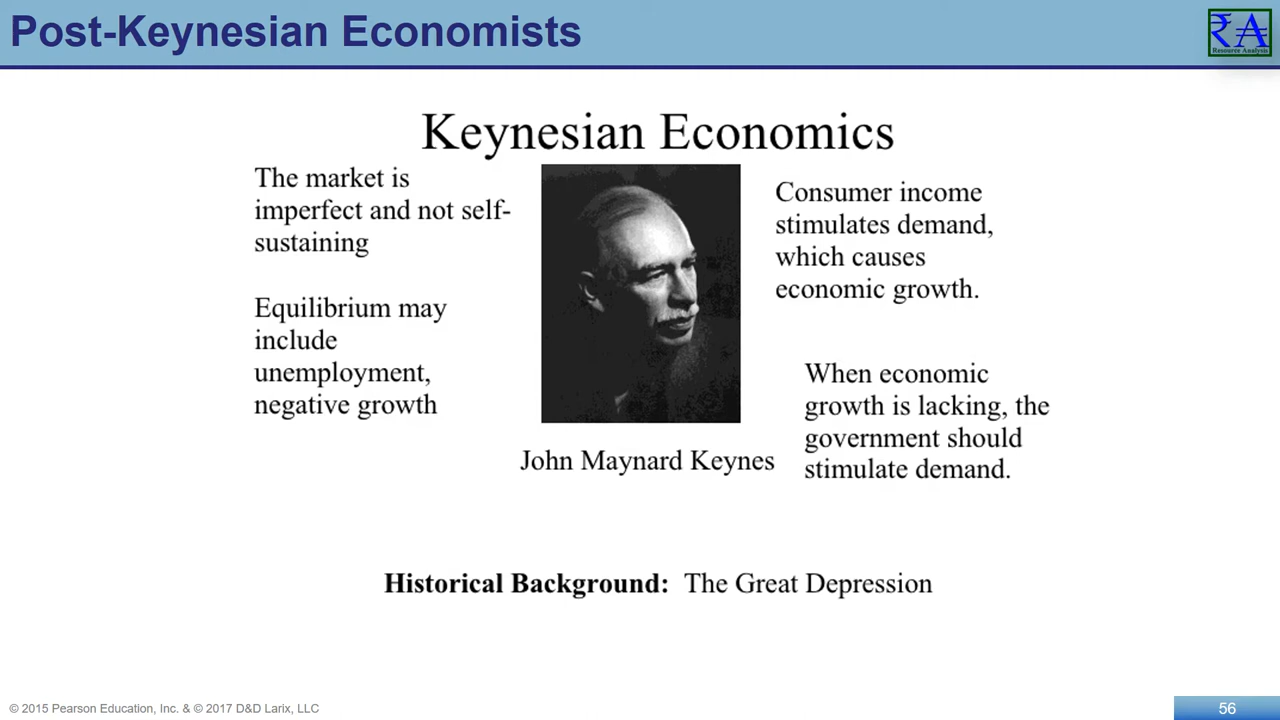 Post-Keynesian Economists
₹A
Resource Analysis
Keynesian Economics
The market is
imperfect and not self-
sustaining
Equilibrium may
include
unemployment,
negative growth
Consumer income
stimulates demand,
which causes
economic growth.
When economic
growth is lacking, the
government should
stimulate demand.
John Maynard Keynes
Historical Background: The Great Depression
© 2015 Pearson Education, Inc. & © 2017 D&D Larix, LLC
56